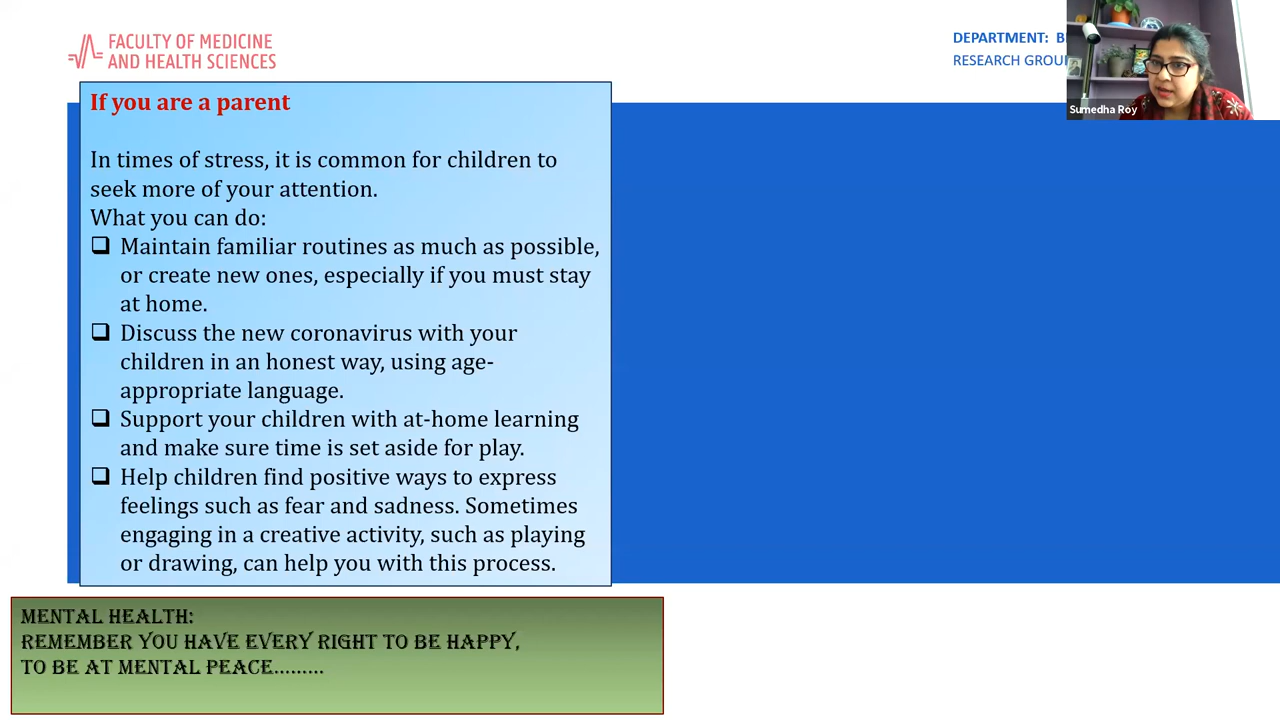 FACULTY OF MEDICINE
AND HEALTH SCIENCES
DEPARTMENT:
RESEARCH
Sumedha Roy
If you are a parent
In times of stress, it is common for children to
seek more of your attention.
What you can do:
Maintain familiar routines as much as possible,
or create new ones, especially if you must stay
at home.
Discuss the new coronavirus with your
children in an honest way, using age-
appropriate language.
Support your children with at-home learning
and make sure time is set aside for play.
Help children find positive ways to express
feelings such as fear and sadness. Sometimes
engaging in a creative activity, such as playing
or drawing, can help you with this process.
MENTAL HEALTH:
REMEMBER YOU HAVE EVERY RIGHT TO BE HAPPY,
TO BE AT MENTAL PEACE.........